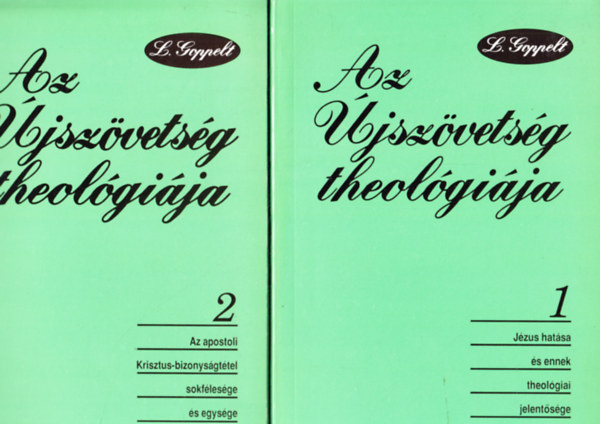 L. Goppelt
Az
Újszövetség
theológiája
2
Az apostoli
Krisztus-bizonyságtétel
sokfélesége
és egysége
L. Goppelt
Az
Újszövetség
theológiája
1
Jézus hatása
és ennek
theológiai
jelentősége